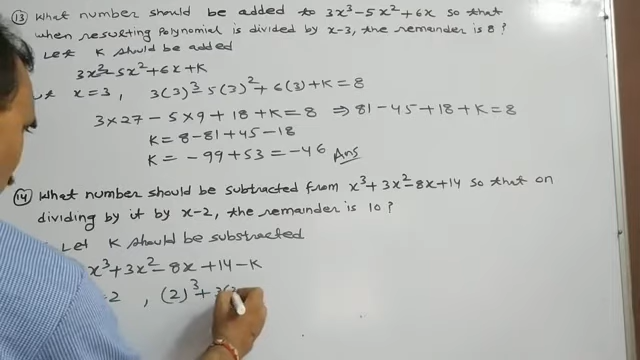 ⑬ What number should be added to 3x³-5x²+6x so that
when resulting polynomial is divided by x-3, the remainder is 8?
Let K should be added
3x²-5x²+6x+K
x=3, 3(3)³-5(3)²+6(3)+K=8
3×27-5×9+18+K=8 ⇒ 81-45+18+K=8
K=8-81+45-18
K=-99+53=-46 Ans
⑭ What number should be subtracted from x³+3x²-8x+14 so that on
dividing by it by x-2, the remainder is 10?
Let K should be substracted
x³+3x²-8x+14-K
2, (2)³+3(